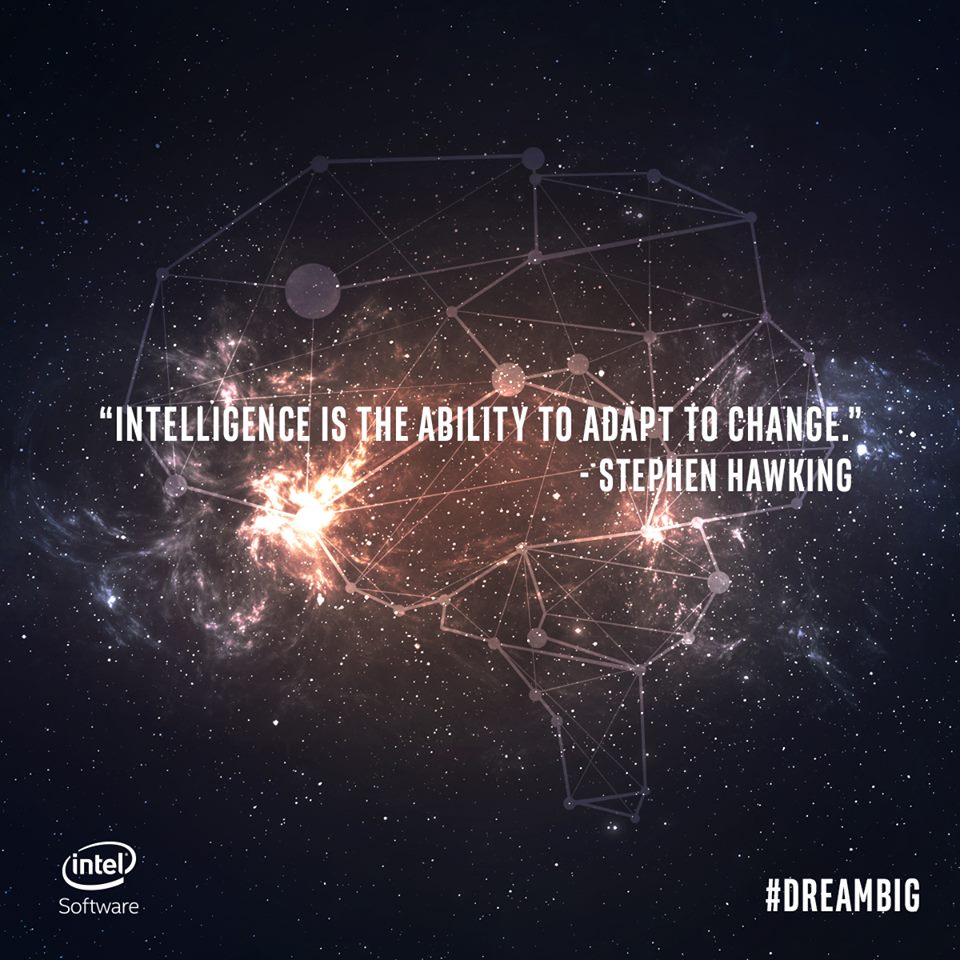 “INTELLIGENCE IS THE ABILITY TO ADAPT TO CHANGE.”
- STEPHEN HAWKING
intel
Software
#DREAMBIG